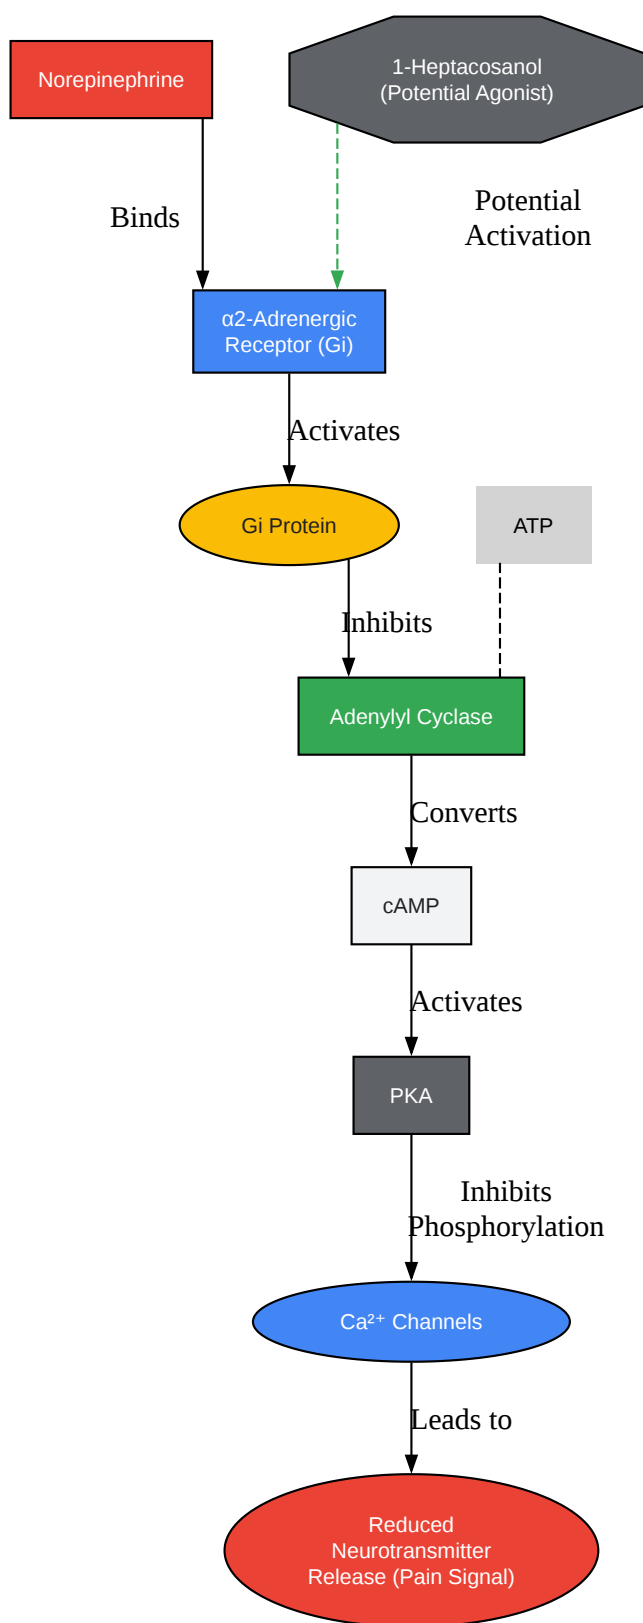 Norepinephrine
1-Heptacosanol
(Potential Agonist)
Binds
Potential
Activation
α2-Adrenergic
Receptor (Gi)
Activates
Gi Protein
ATP
Inhibits
Adenylyl Cyclase
Converts
cAMP
Activates
PKA
Inhibits
Phosphorylation
Ca²⁺ Channels
Leads to
Reduced
Neurotransmitter
Release (Pain Signal)